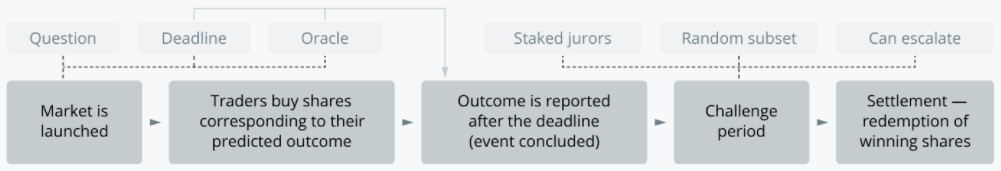 Question
Deadline
Oracle
Staked jurors
Random subset
Can escalate
Market is
launched
Traders buy shares
corresponding to their
predicted outcome
Outcome is reported
after the deadline
(event concluded)
Challenge
period
Settlement —
redemption of
winning shares